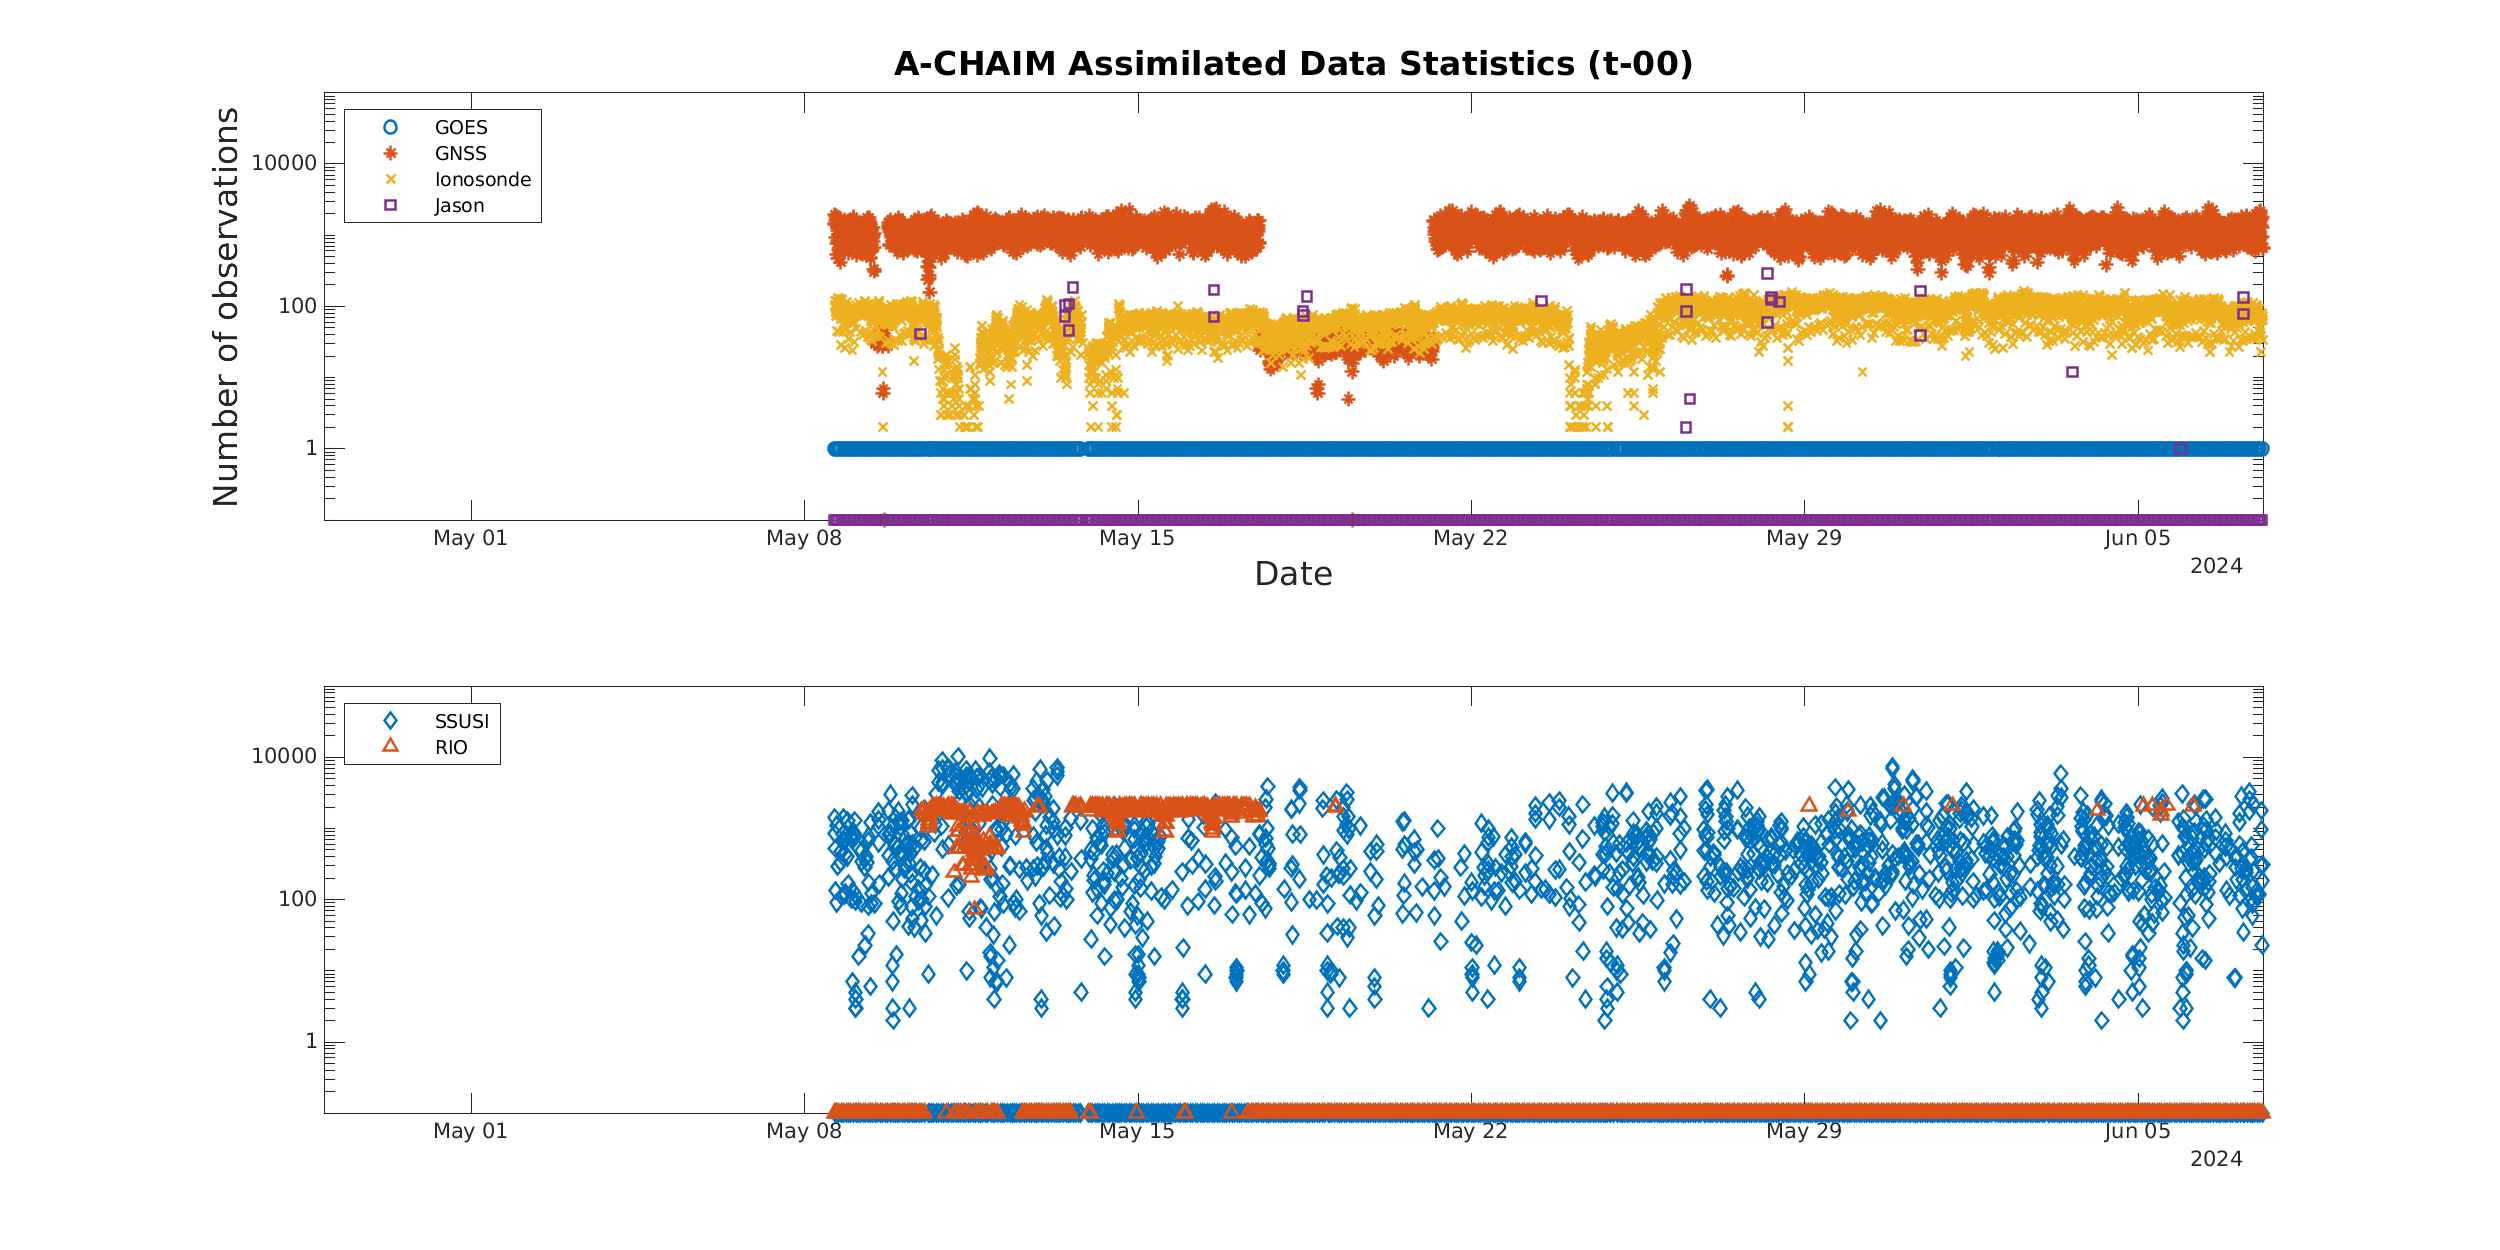 A-CHAIM Assimilated Data Statistics (t-00)
Number of observations
GOES
GNSS
Ionosonde
Jason
10000
100
1
May 01 May 08 May 15 May 22 May 29 Jun 05
2024
Date
SSUSI
RIO
10000
100
1
May 01 May 08 May 15 May 22 May 29 Jun 05
2024